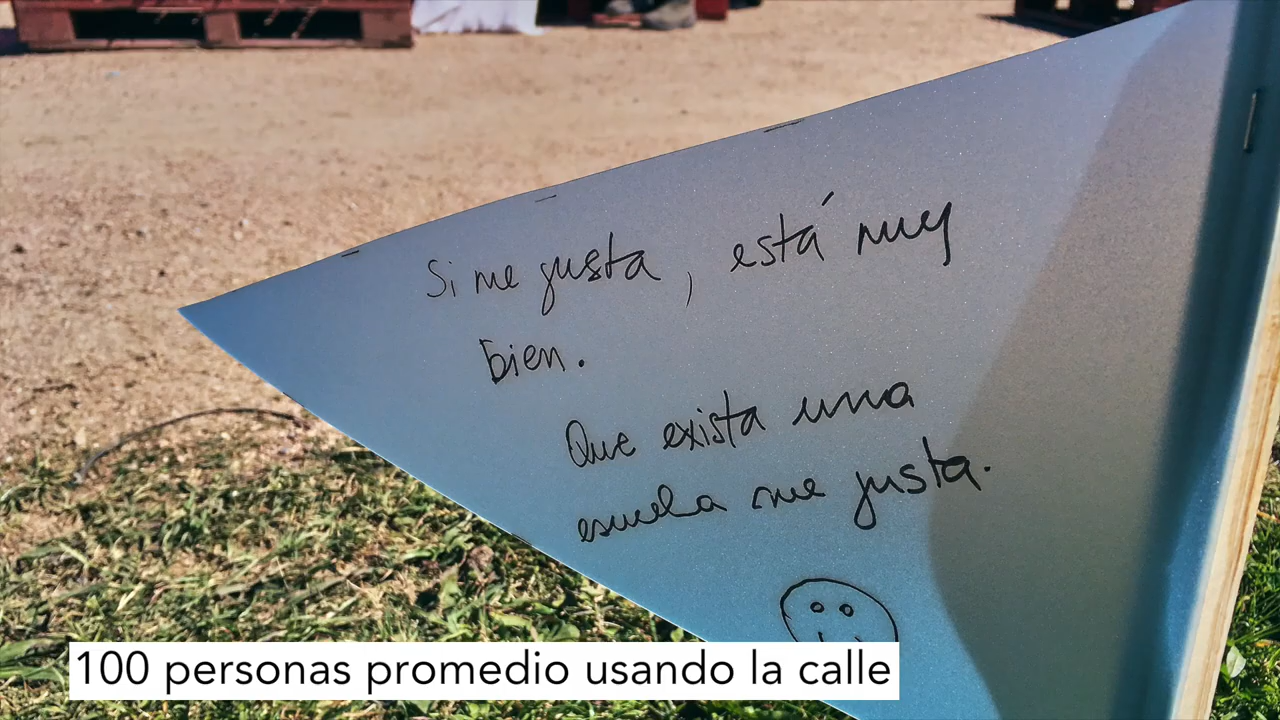 Si me gusta, está muy
bien.
Que exista una
escuela me gusta.
100 personas promedio usando la calle